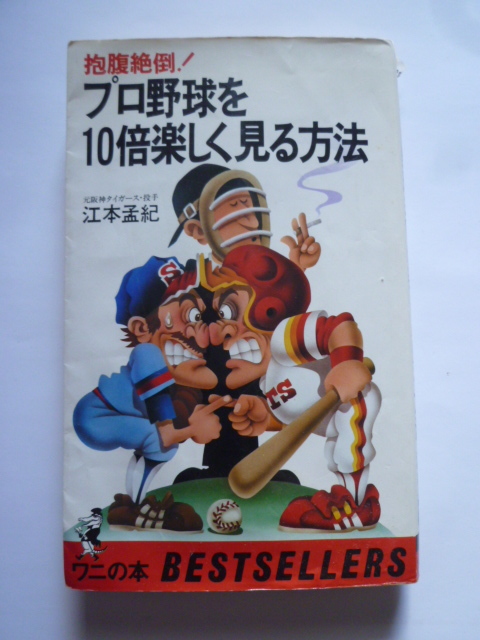 抱腹絶倒!
プロ野球を
10倍楽しく見る方法
元阪神タイガース・投手
江本孟紀
S
TS
ワニの本 BESTSELLERS